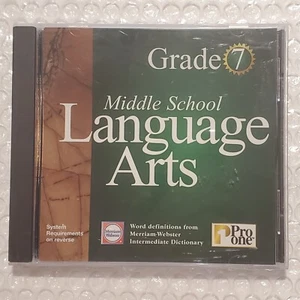 Grade 7
Middle School
Language
Arts
System
Requirements
on reverse
Word definitions from
Merriam-Webster
Intermediate Dictionary
Pro
one